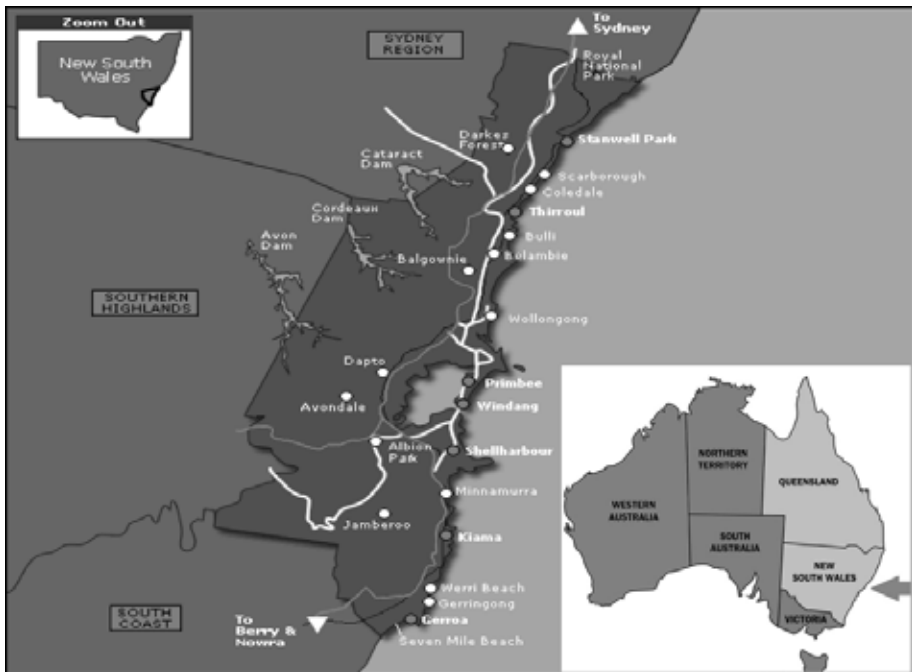 Zoom Out
New South
Wales
SYDNEY
REGION
To
Sydney
Royal
National
Park
Darkes
Forest
Stanwell Park
Cataract
Dam
Scarborough
Coledale
Cordeaux
Dam
Thirroul
Avon
Dam
Bulli
Bulambie
Balgownie
SOUTHERN
HIGHLANDS
Wollongong
Dapto
Primbee
Avondale
Windang
Albion
Park
Shellharbour
Minnamurra
Jamberoo
Kiama
Werri Beach
Gerringong
SOUTH
COAST
To
Berry &
Nowra
Gerroa
Seven Mile Beach
NORTHERN
TERRITORY
QUEENSLAND
WESTERN
AUSTRALIA
SOUTH
AUSTRALIA
NEW
SOUTH WALES
VICTORIA